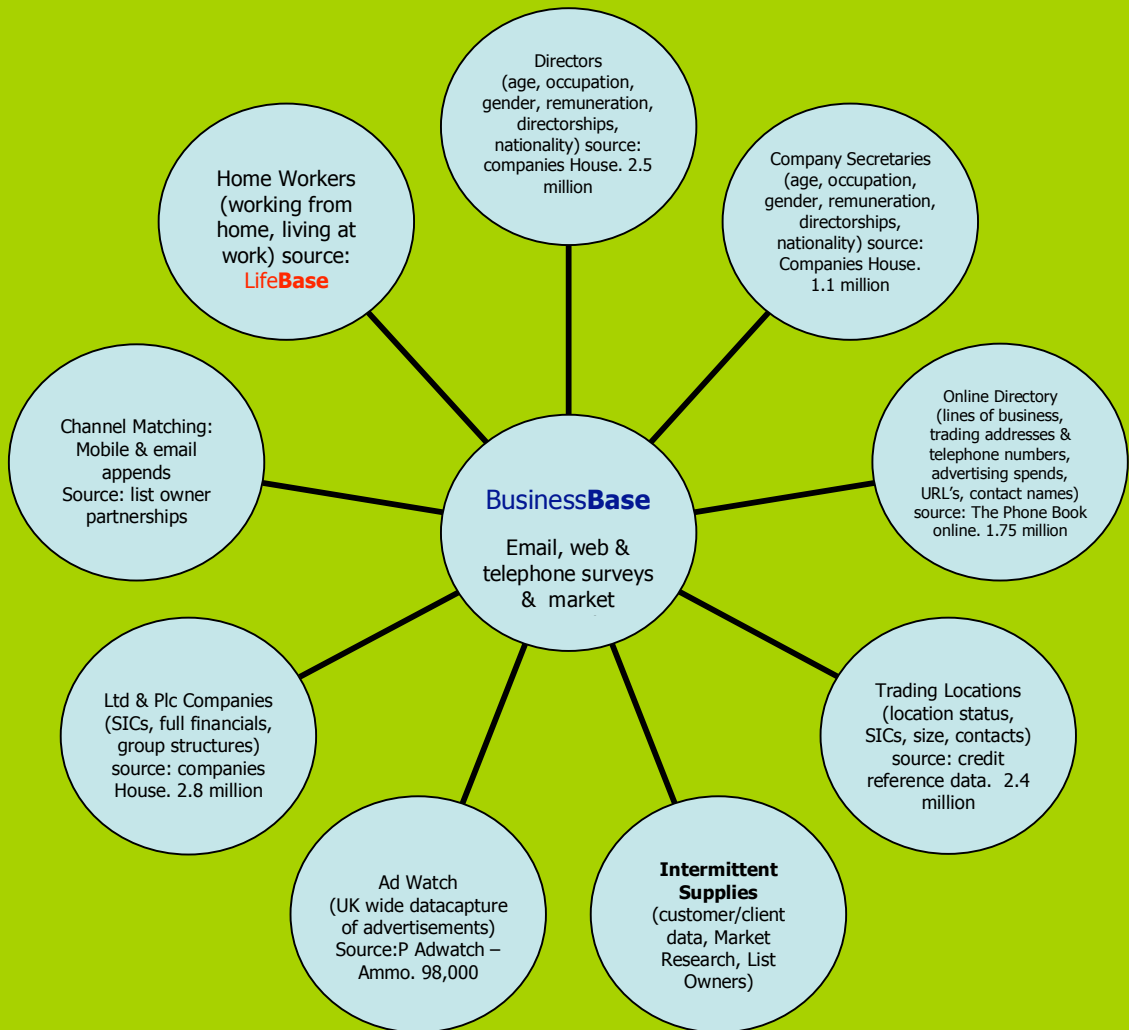 Directors
(age, occupation,
gender, remuneration,
directorships,
nationality) source:
companies House. 2.5
million
Company Secretaries
(age, occupation,
gender, remuneration,
directorships,
nationality) source:
Companies House.
1.1 million
Online Directory
(lines of business,
trading addresses &
telephone numbers,
advertising spends,
URL's, contact names)
source: The Phone Book
online. 1.75 million
Trading Locations
(location status,
SICs, size, contacts)
source: credit
reference data. 2.4
million
Intermittent
Supplies
(customer/client
data, Market
Research, List
Owners)
Ad Watch
(UK wide datacapture
of advertisements)
Source:P Adwatch –
Ammo. 98,000
Ltd & Plc Companies
(SICs, full financials,
group structures)
source: companies
House. 2.8 million
Channel Matching:
Mobile & email
appends
Source: list owner
partnerships
Home Workers
(working from
home, living at
work) source:
LifeBase
BusinessBase
Email, web &
telephone surveys
& market